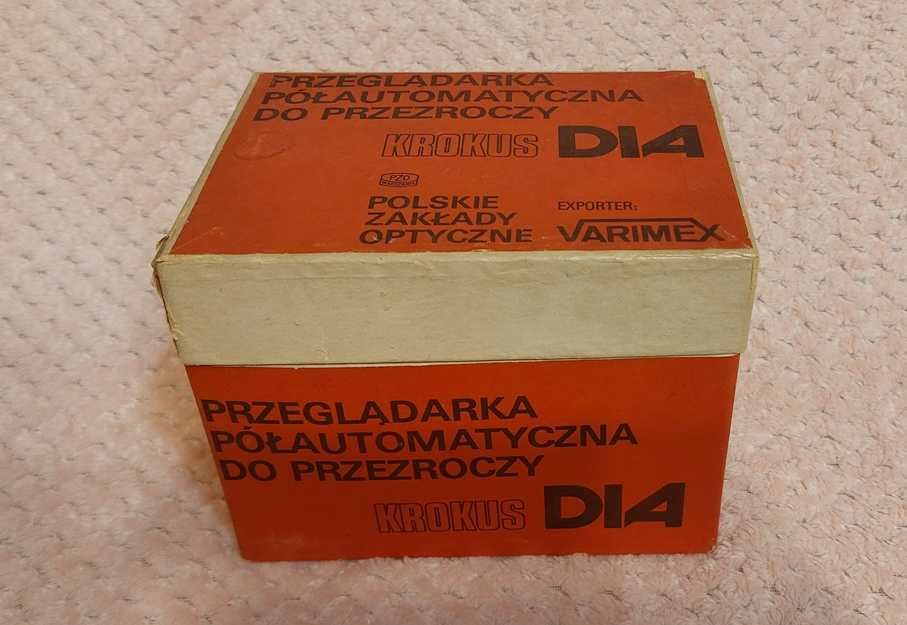 PRZEGLĄDARKA
PÓŁAUTOMATYCZNA
DO PRZEZROCZY
KROKUS DIA
PZO
POLSKIE
ZAKŁADY
OPTYCZNE
EXPORTER:
VARIMEX
PRZEGLĄDARKA
PÓŁAUTOMATYCZNA
DO PRZEZROCZY
KROKUS DIA